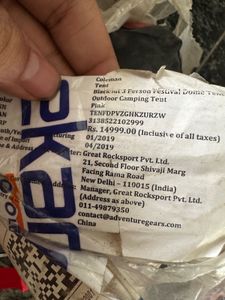 Coleman
Tent
Blackout 3 Person Festival Dome Tent
Outdoor Camping Tent
Pink
TENFDPVZGNKZURZW
3138522102999
Rs. 14999.00 (Inclusive of all taxes)
01/2019
04/2019
Great Rocksport Pvt. Ltd.
21, Second Floor Shivaji Marg
Facing Rama Road
New Delhi - 110015 (India)
Manager, Great Rocksport Pvt. Ltd.
(Address as above)
011-49879350
contact@adventuregears.com
China
ekar